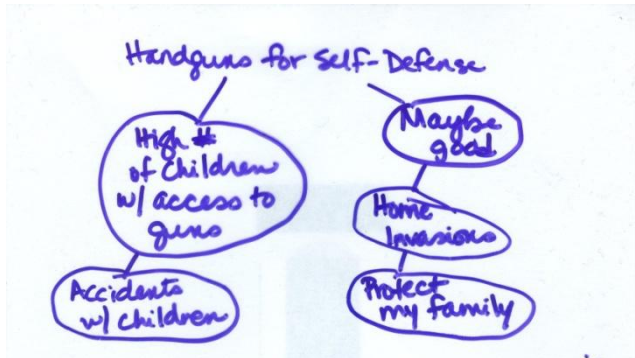 Handguns for Self-Defense
High #
of Children
w/ access to
guns
Accidents
w/ children
Maybe
good
Home
Invasions
Protect
my family